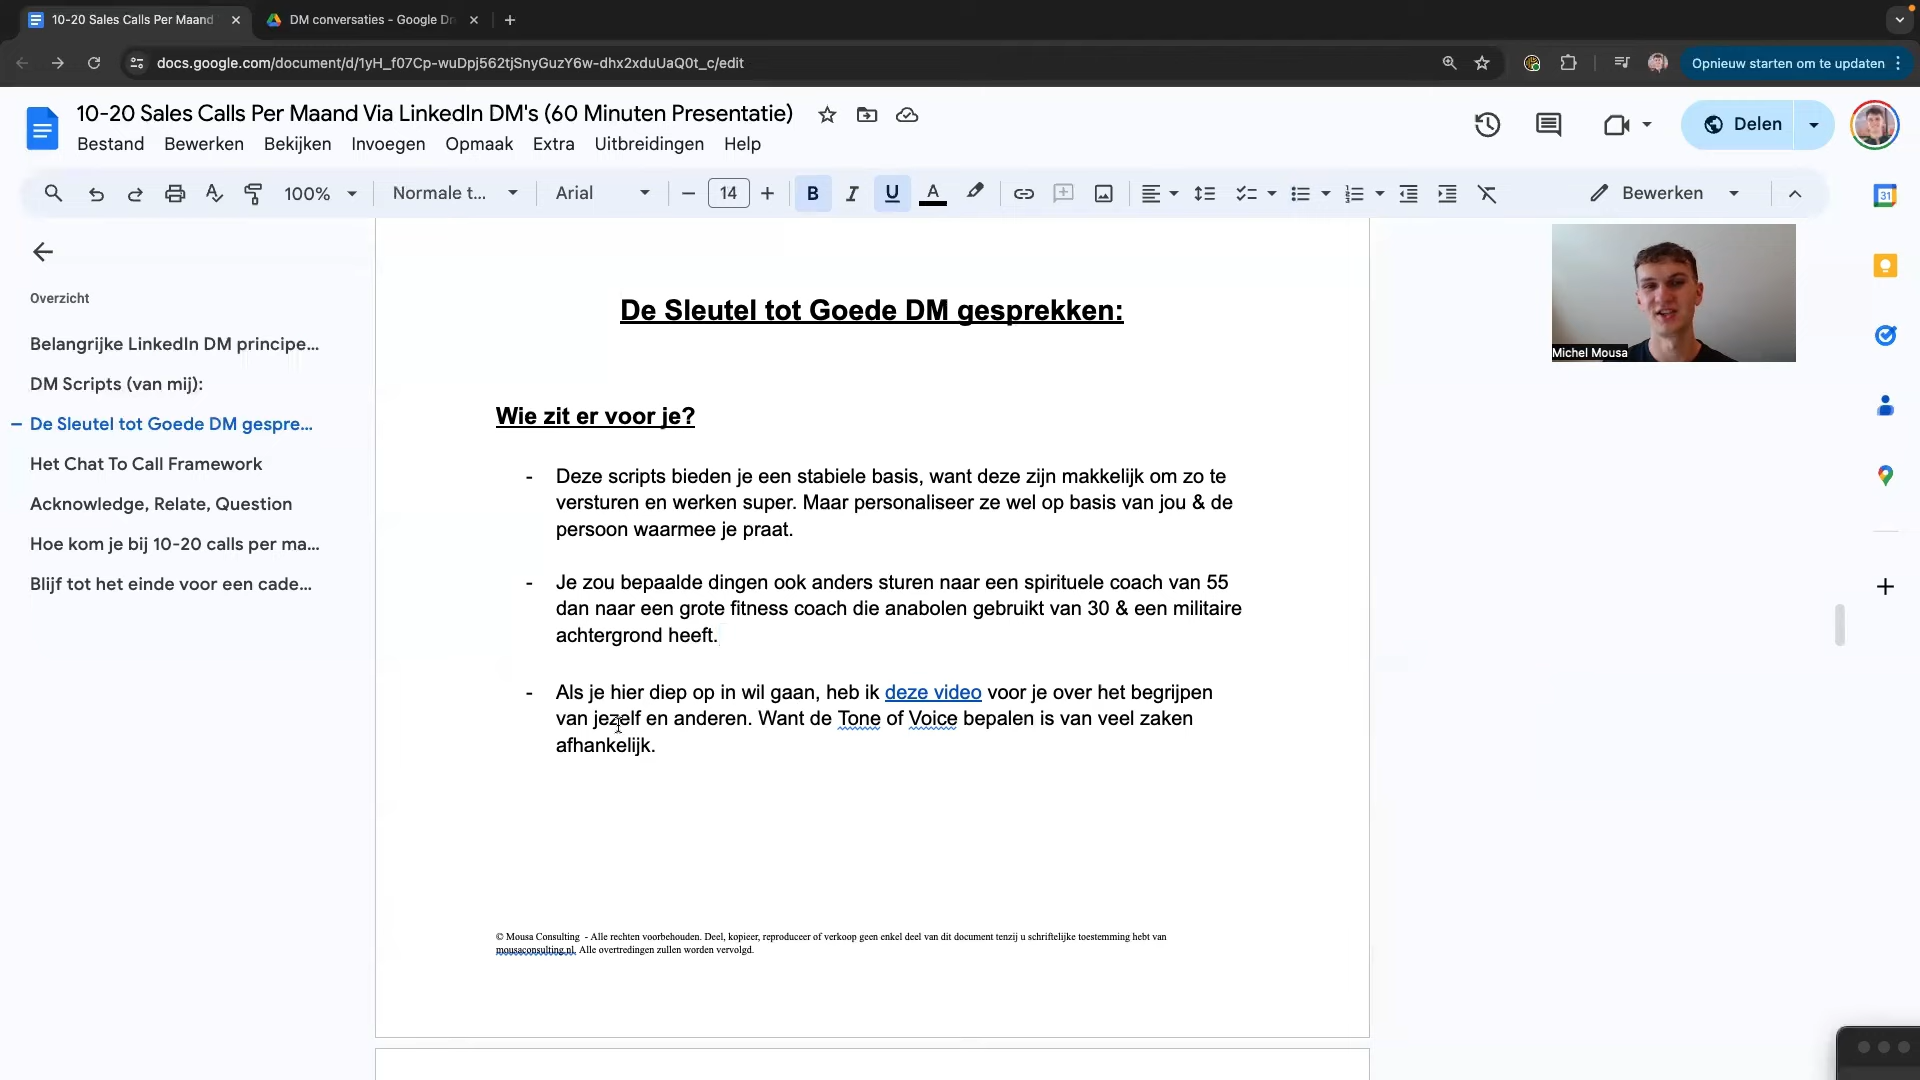 10-20 Sales Calls Per Maand
DM conversaties - Google Dr
docs.google.com/document/d/1yH_f07Cp-wuDpj562tjSnyGuzY6w-dhx2xduUaQ0t_c/edit
Opnieuw starten om te updaten
10-20 Sales Calls Per Maand Via LinkedIn DM's (60 Minuten Presentatie)
Bestand Bewerken Bekijken Invoegen Opmaak Extra Uitbreidingen Help
Delen
100% Normale t... Arial 14 B I U A Bewerken
31
Overzicht
Belangrijke LinkedIn DM principe...
DM Scripts (van mij):
De Sleutel tot Goede DM gespre...
Het Chat To Call Framework
Acknowledge, Relate, Question
Hoe kom je bij 10-20 calls per ma...
Blijf tot het einde voor een cade...
De Sleutel tot Goede DM gesprekken:
Wie zit er voor je?
- Deze scripts bieden je een stabiele basis, want deze zijn makkelijk om zo te
versturen en werken super. Maar personaliseer ze wel op basis van jou & de
persoon waarmee je praat.
- Je zou bepaalde dingen ook anders sturen naar een spirituele coach van 55
dan naar een grote fitness coach die anabolen gebruikt van 30 & een militaire
achtergrond heeft.
- Als je hier diep op in wil gaan, heb ik deze video voor je over het begrijpen
van jezelf en anderen. Want de Tone of Voice bepalen is van veel zaken
afhankelijk.
© Mousa Consulting - Alle rechten voorbehouden. Deel, kopieer, reproduceer of verkoop geen enkel deel van dit document tenzij u schriftelijke toestemming hebt van
mousaconsulting.nl. Alle overtredingen zullen worden vervolgd.
Michel Mousa